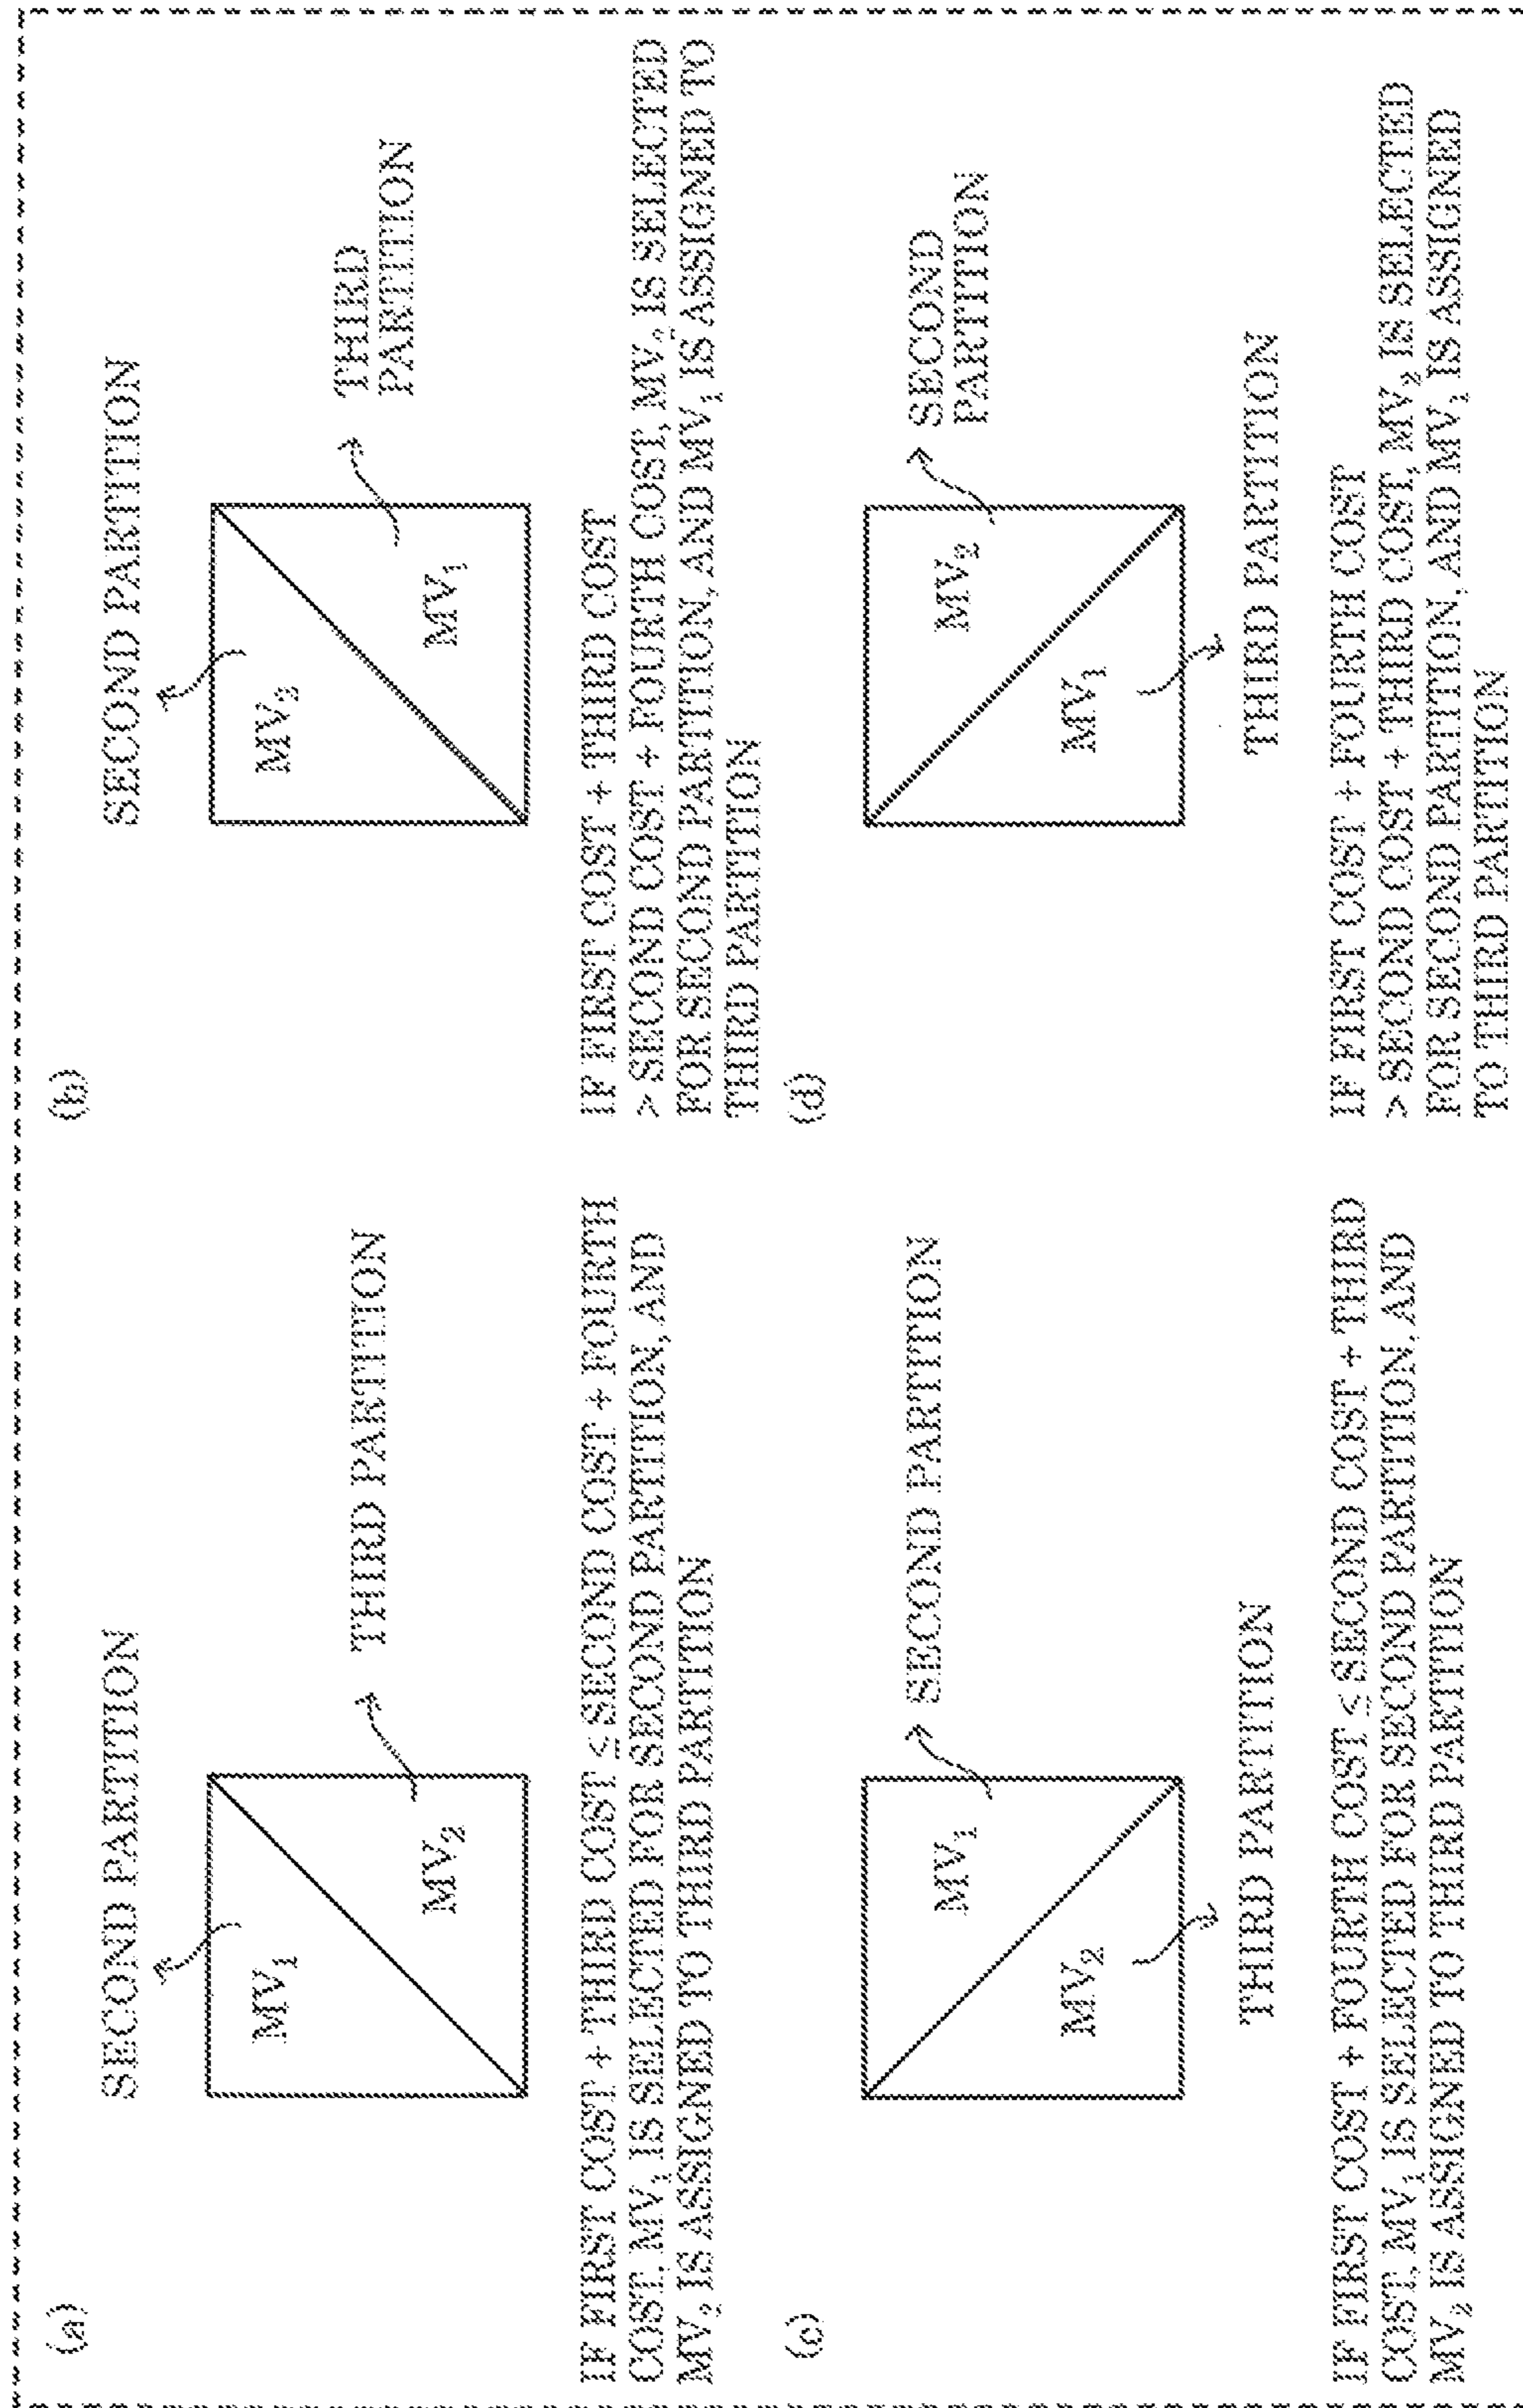 (a)
SECOND PARTITION
MV₁
MV₂
THIRD PARTITION
IF FIRST COST + THIRD COST ≤ SECOND COST + FOURTH
COST, MV₁ IS SELECTED FOR SECOND PARTITION, AND
MV₂ IS ASSIGNED TO THIRD PARTITION
(b)
SECOND PARTITION
MV₂
MV₁
THIRD
PARTITION
IF FIRST COST + THIRD COST
> SECOND COST + FOURTH COST, MV₂ IS SELECTED
FOR SECOND PARTITION, AND MV₁ IS ASSIGNED TO
THIRD PARTITION
(c)
MV₁
SECOND PARTITION
MV₂
THIRD PARTITION
IF FIRST COST + FOURTH COST ≤ SECOND COST + THIRD
COST, MV₁ IS SELECTED FOR SECOND PARTITION, AND
MV₂ IS ASSIGNED TO THIRD PARTITION
(d)
MV₂
SECOND
PARTITION
MV₁
THIRD PARTITION
IF FIRST COST + FOURTH COST
> SECOND COST + THIRD COST, MV₂ IS SELECTED
FOR SECOND PARTITION, AND MV₁ IS ASSIGNED
TO THIRD PARTITION